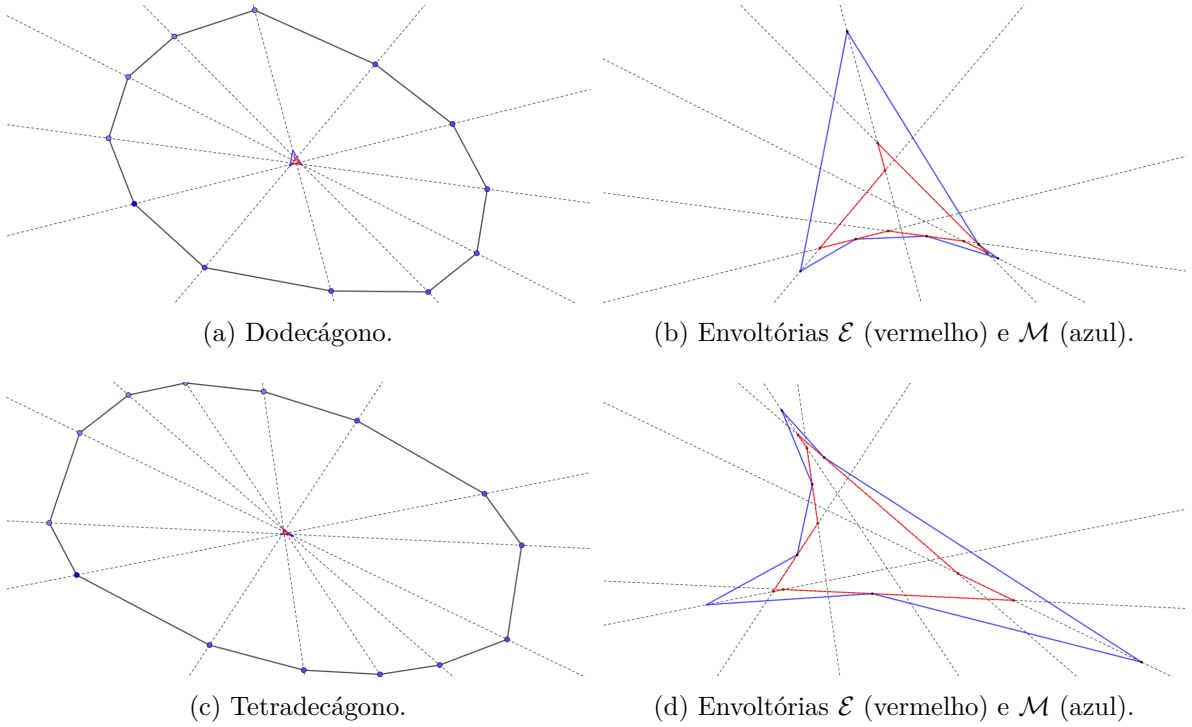 (a) Dodecágono.
(b) Envoltórias ℰ (vermelho) e ℳ (azul).
(c) Tetradecágono.
(d) Envoltórias ℰ (vermelho) e ℳ (azul).